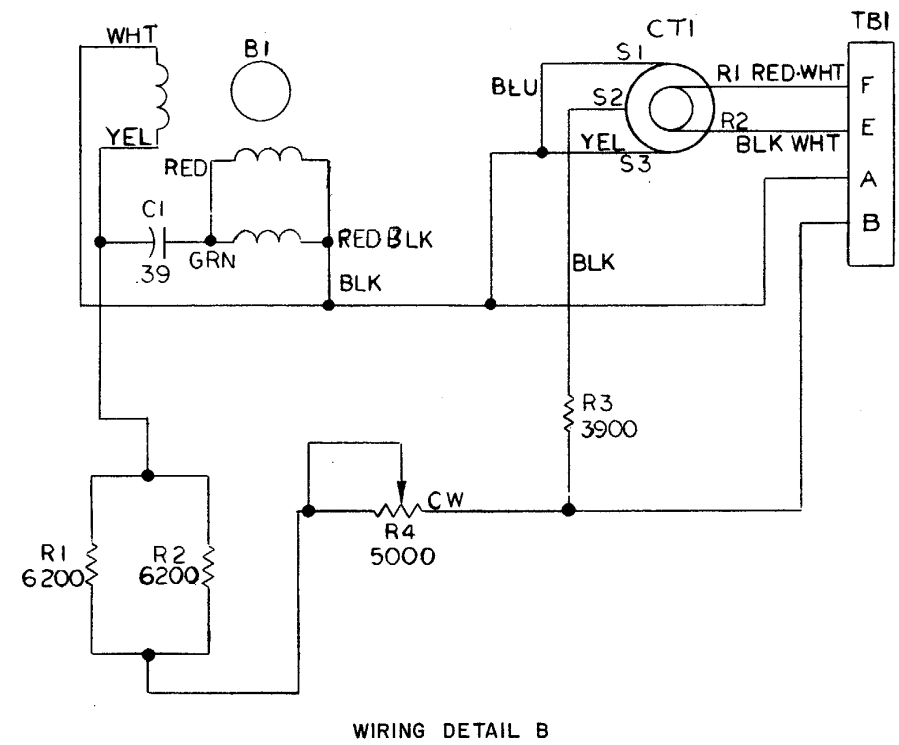 WHT
B1
CT1
TB1
S1
R1 RED-WHT
F
BLU
S2
R2
E
YEL
YEL
S3
BLK WHT
RED
A
C1
B
RED BLK
.39
GRN
BLK
BLK
R3
3900
CW
R4
5000
R1
6200
R2
6200
WIRING DETAIL B